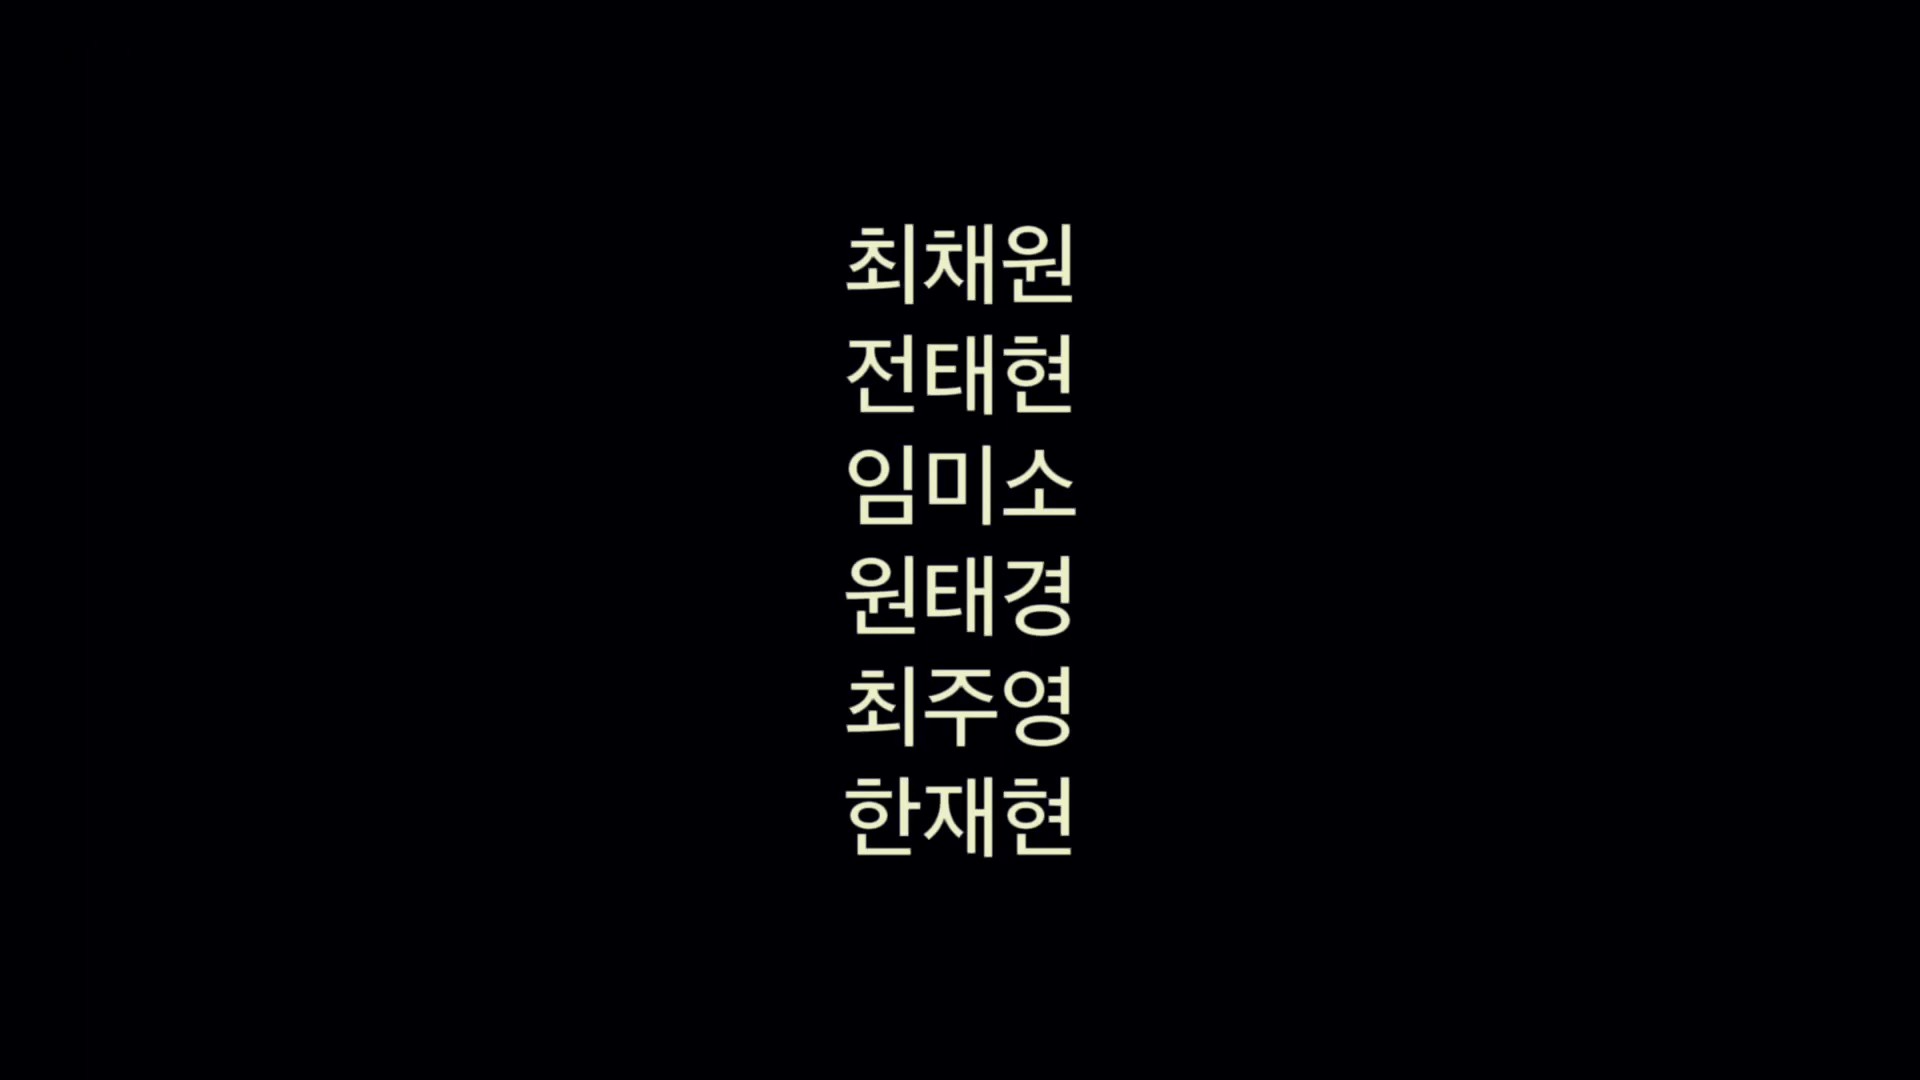 최채원
전태현
임미소
원태경
최주영
한재현